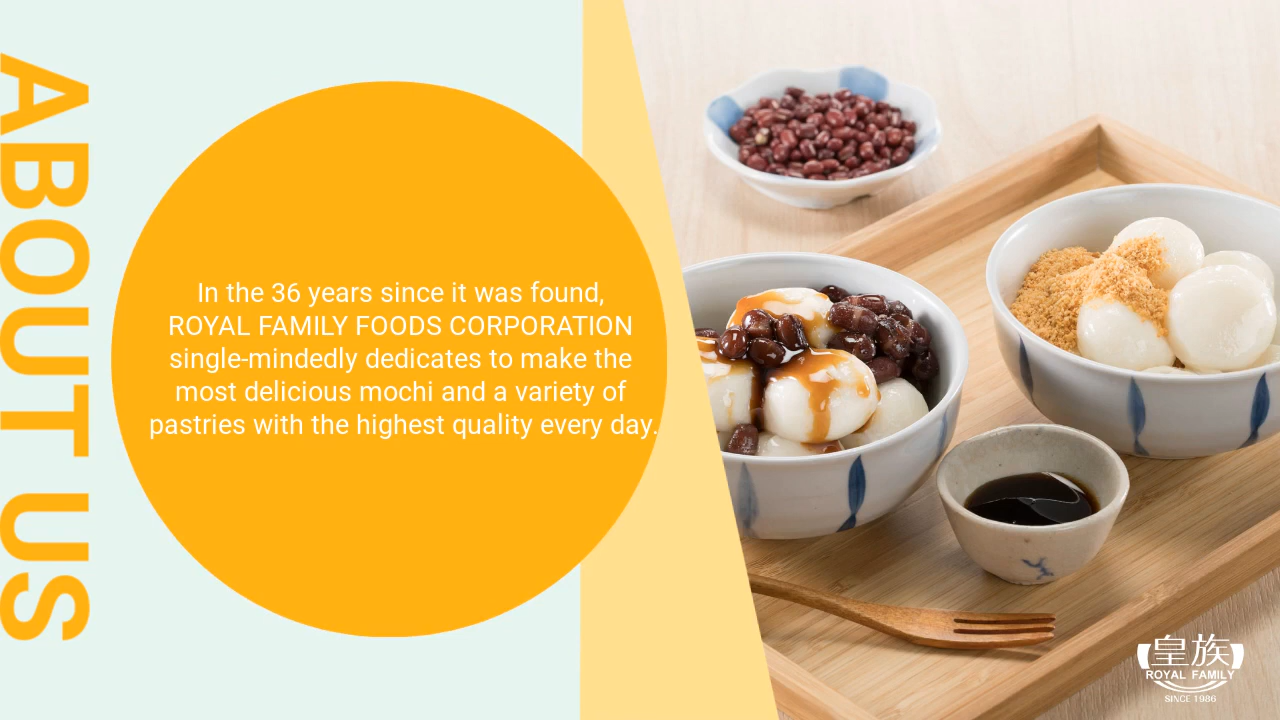 ABOUT US
In the 36 years since it was found,
ROYAL FAMILY FOODS CORPORATION
single-mindedly dedicates to make the
most delicious mochi and a variety of
pastries with the highest quality every day.
皇族
ROYAL FAMILY
SINCE 1986